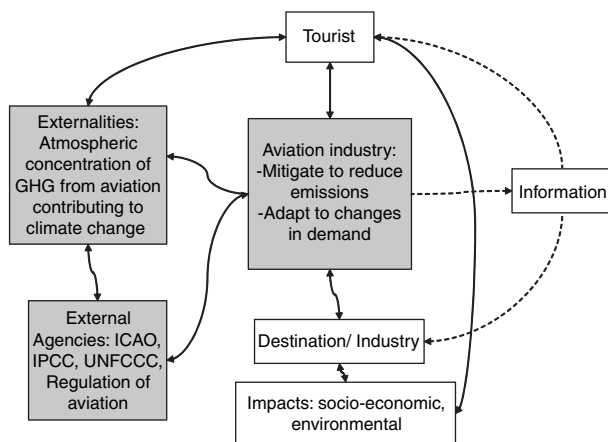 Tourist
Externalities:
Atmospheric
concentration of
GHG from aviation
contributing to
climate change
Aviation industry:
-Mitigate to reduce
emissions
-Adapt to changes
in demand
Information
External
Agencies: ICAO,
IPCC, UNFCCC,
Regulation of
aviation
Destination/ Industry
Impacts: socio-economic,
environmental